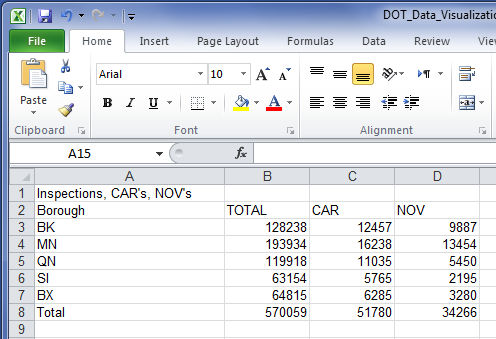 DOT_Data_Visualizatio
File Home Insert Page Layout Formulas Data Review View
Paste
Arial 10 A A
B I U A
Clipboard Font Alignment
A15 fx
A B C D
1 Inspections, CAR's, NOV's
2 Borough TOTAL CAR NOV
3 BK 128238 12457 9887
4 MN 193934 16238 13454
5 QN 119918 11035 5450
6 SI 63154 5765 2195
7 BX 64815 6285 3280
8 Total 570059 51780 34266
9